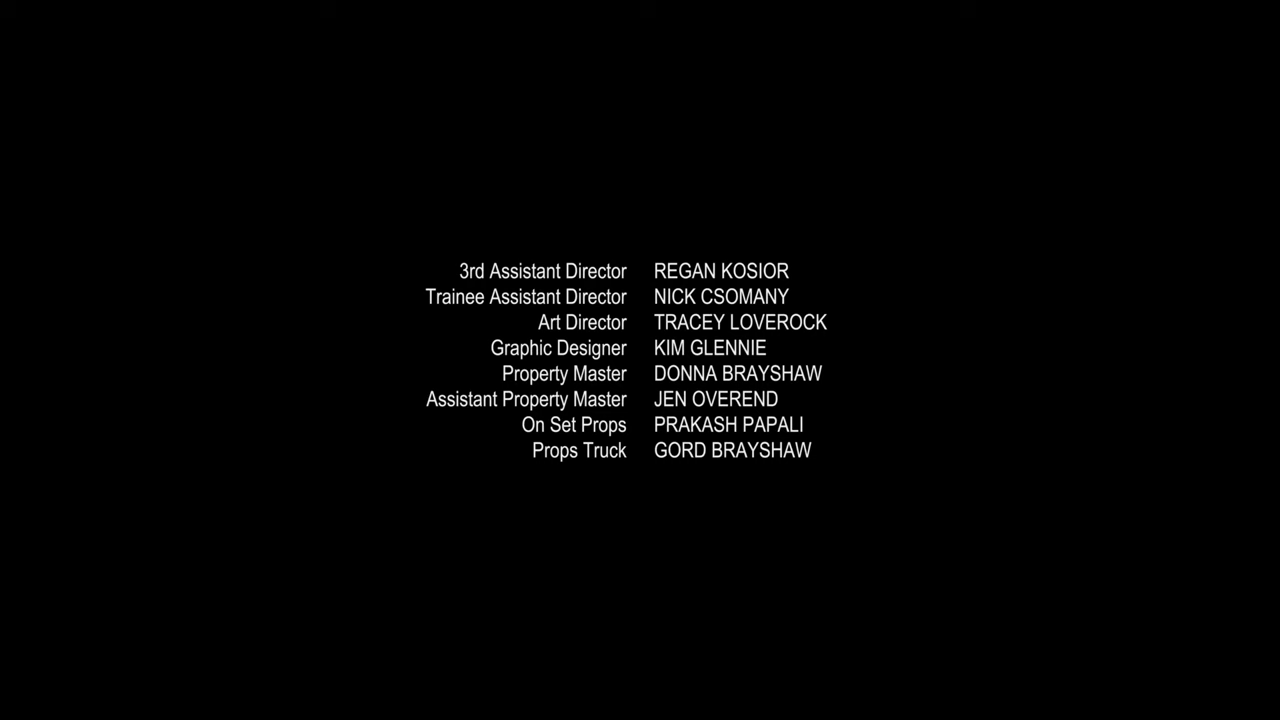 3rd Assistant Director REGAN KOSIOR
Trainee Assistant Director NICK CSOMANY
Art Director TRACEY LOVEROCK
Graphic Designer KIM GLENNIE
Property Master DONNA BRAYSHAW
Assistant Property Master JEN OVEREND
On Set Props PRAKASH PAPALI
Props Truck GORD BRAYSHAW